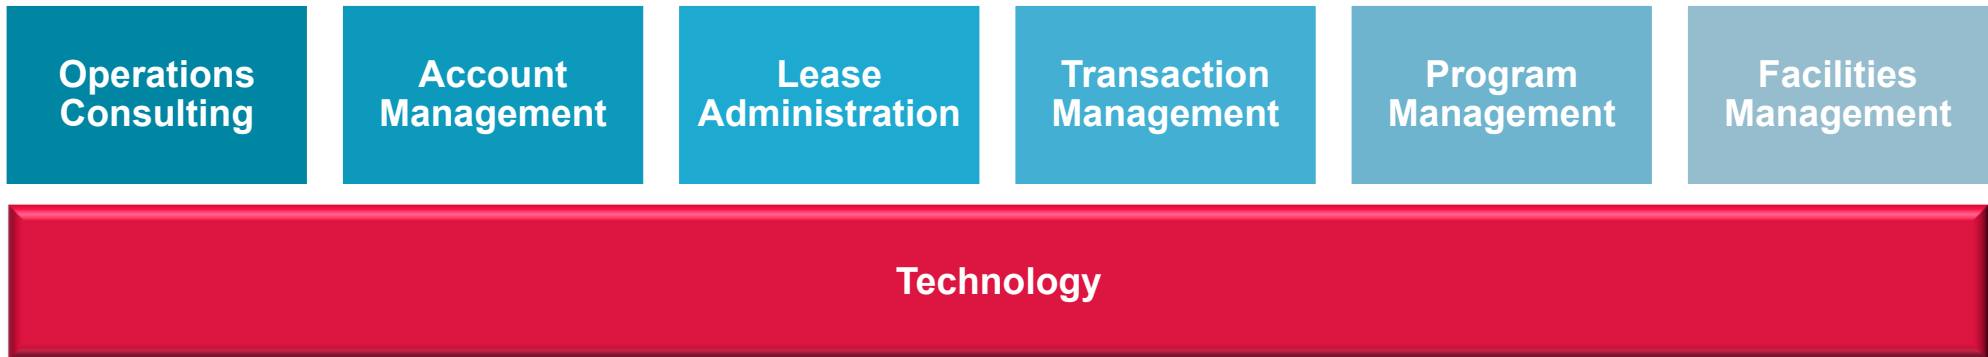 Operations
Consulting
Account
Management
Lease
Administration
Transaction
Management
Program
Management
Facilities
Management
Technology